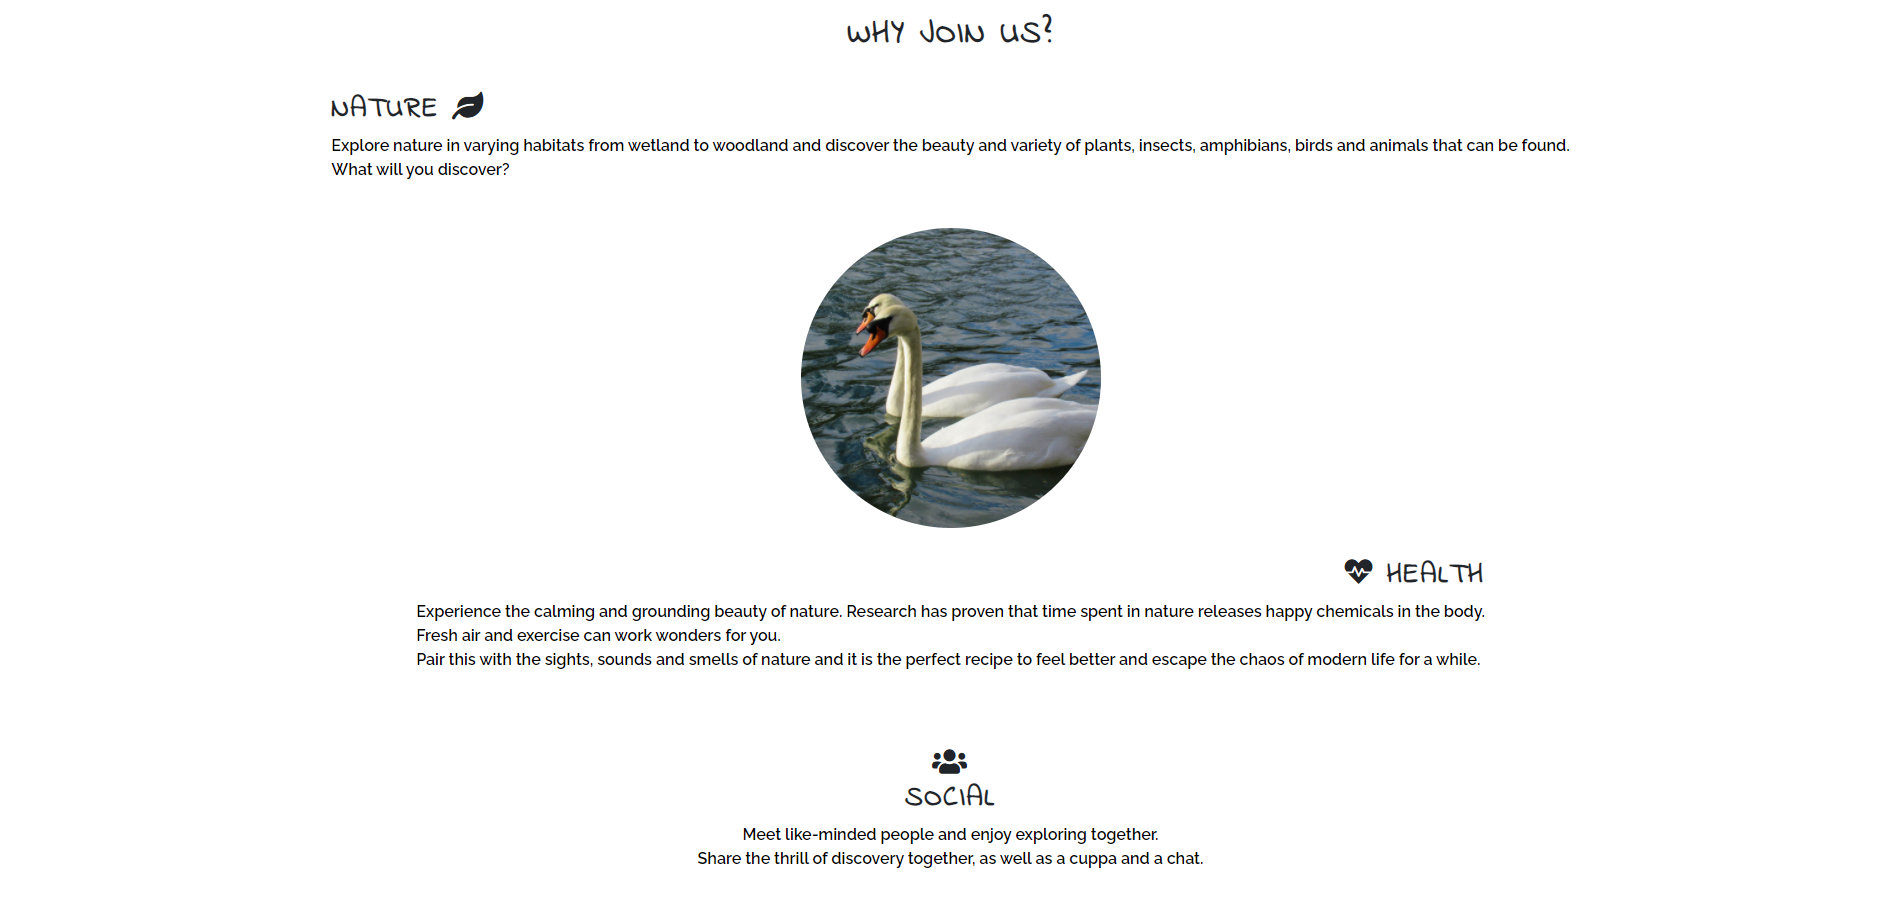 WHY JOIN US?
NATURE
Explore nature in varying habitats from wetland to woodland and discover the beauty and variety of plants, insects, amphibians, birds and animals that can be found.
What will you discover?
HEALTH
Experience the calming and grounding beauty of nature. Research has proven that time spent in nature releases happy chemicals in the body.
Fresh air and exercise can work wonders for you.
Pair this with the sights, sounds and smells of nature and it is the perfect recipe to feel better and escape the chaos of modern life for a while.
SOCIAL
Meet like-minded people and enjoy exploring together.
Share the thrill of discovery together, as well as a cuppa and a chat.